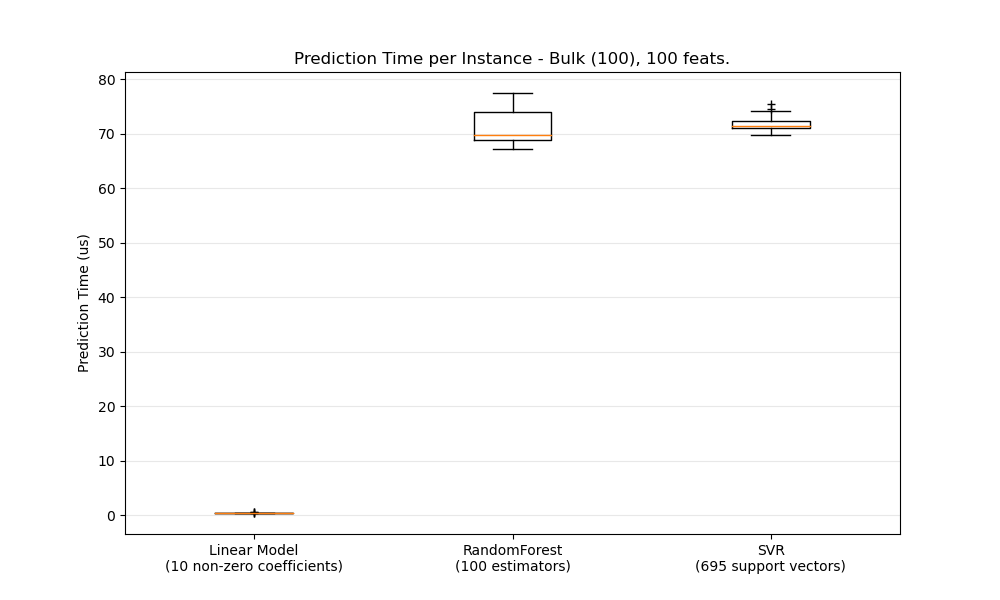 Prediction Time per Instance - Bulk (100), 100 feats.
80
70
60
50
40
30
20
10
0
Prediction Time (us)
Linear Model
(10 non-zero coefficients)
RandomForest
(100 estimators)
SVR
(695 support vectors)